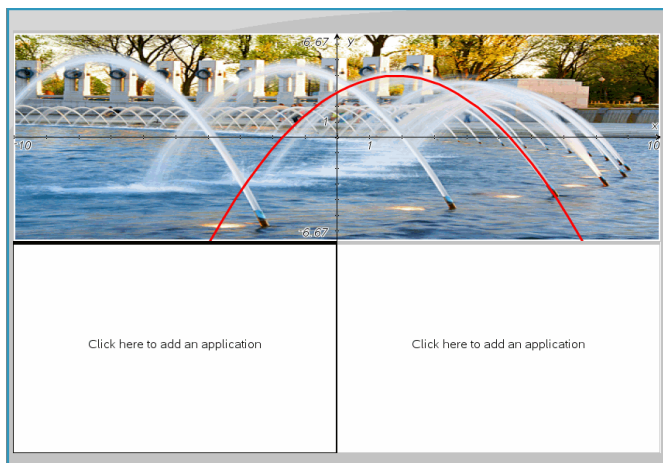 6.67 y
1
x
-10 1 10
-6.67
Click here to add an application
Click here to add an application